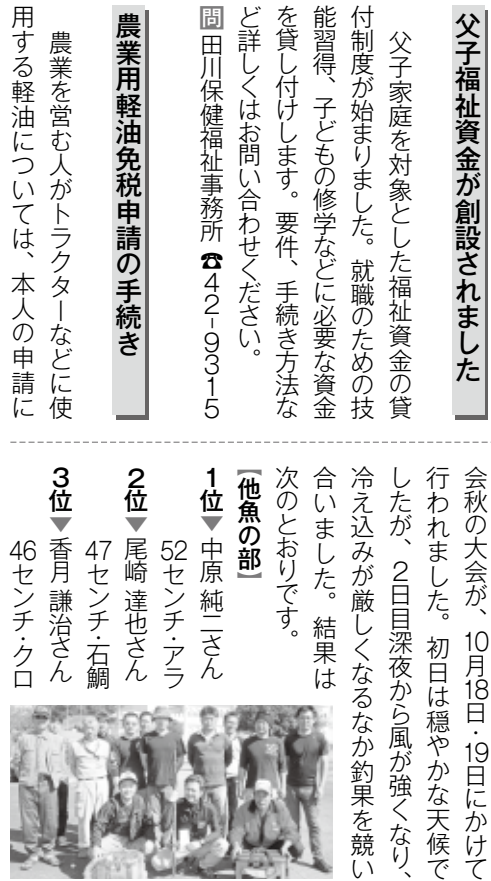 父子福祉資金が創設されました
父子家庭を対象とした福祉資金の貸
付制度が始まりました。就職のための技
能習得、子どもの修学などに必要な資金
を貸し付けします。要件、手続き方法な
ど詳しくはお問い合わせください。
問 田川保健福祉事務所 ☎42-9315
農業用軽油免税申請の手続き
農業を営む人がトラクターなどに使
用する軽油については、本人の申請に
会秋の大会が、10月18日・19日にかけて
行われました。初日は穏やかな天候で
したが、2日目深夜から風が強くなり、
冷え込みが厳しくなるなか釣果を競い
合いました。結果は
次のとおりです。
【他魚の部】
1位▼中原 純二さん
52センチ・アラ
2位▼尾崎 達也さん
47センチ・石鯛
3位▼香月 謙治さん
46センチ・クロ